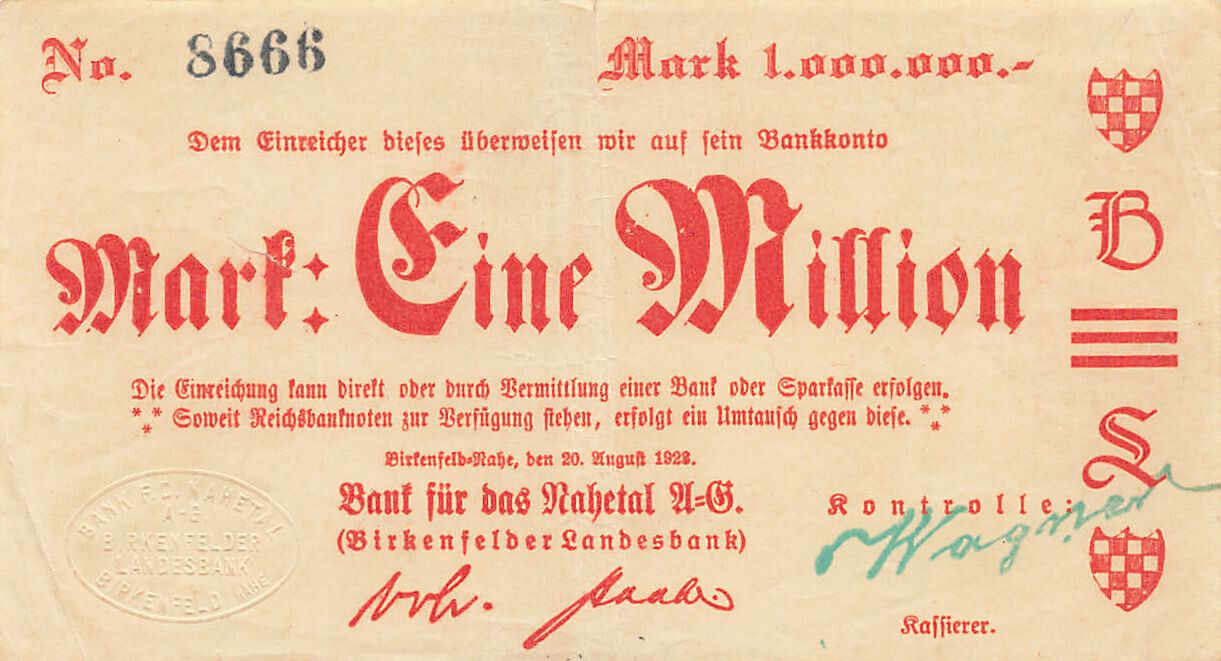 No. 8666
Mark 1.000.000.-
Dem Einreicher dieses überweisen wir auf sein Bankkonto
Mark: Eine Million
Die Einreichung kann direkt oder durch Vermittlung einer Bank oder Sparkasse erfolgen.
*** Soweit Reichsbanknoten zur Verfügung stehen, erfolgt ein Umtausch gegen diese. ***
Birkenfeld-Nahe, den 20. August 1923.
Bank für das Nahetal A=G.
(Birkenfelder Landesbank)
Kontrolle:
Wagner
Kassierer.
B
L
BANK F.D. NAHETAL
A-G.
BIRKENFELDER
LANDESBANK
BIRKENFELD NAHE